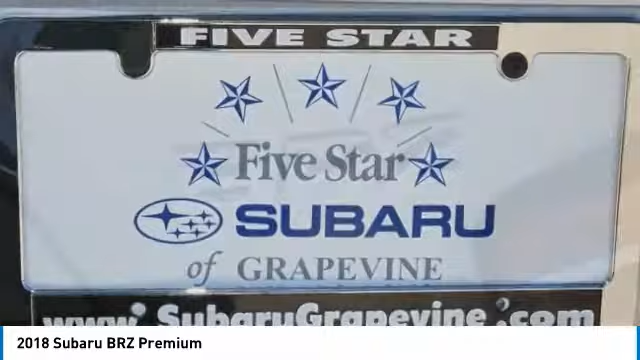 FIVE STAR
Five Star
SUBARU
of GRAPEVINE
www.SubaruGrapevine.com
2018 Subaru BRZ Premium